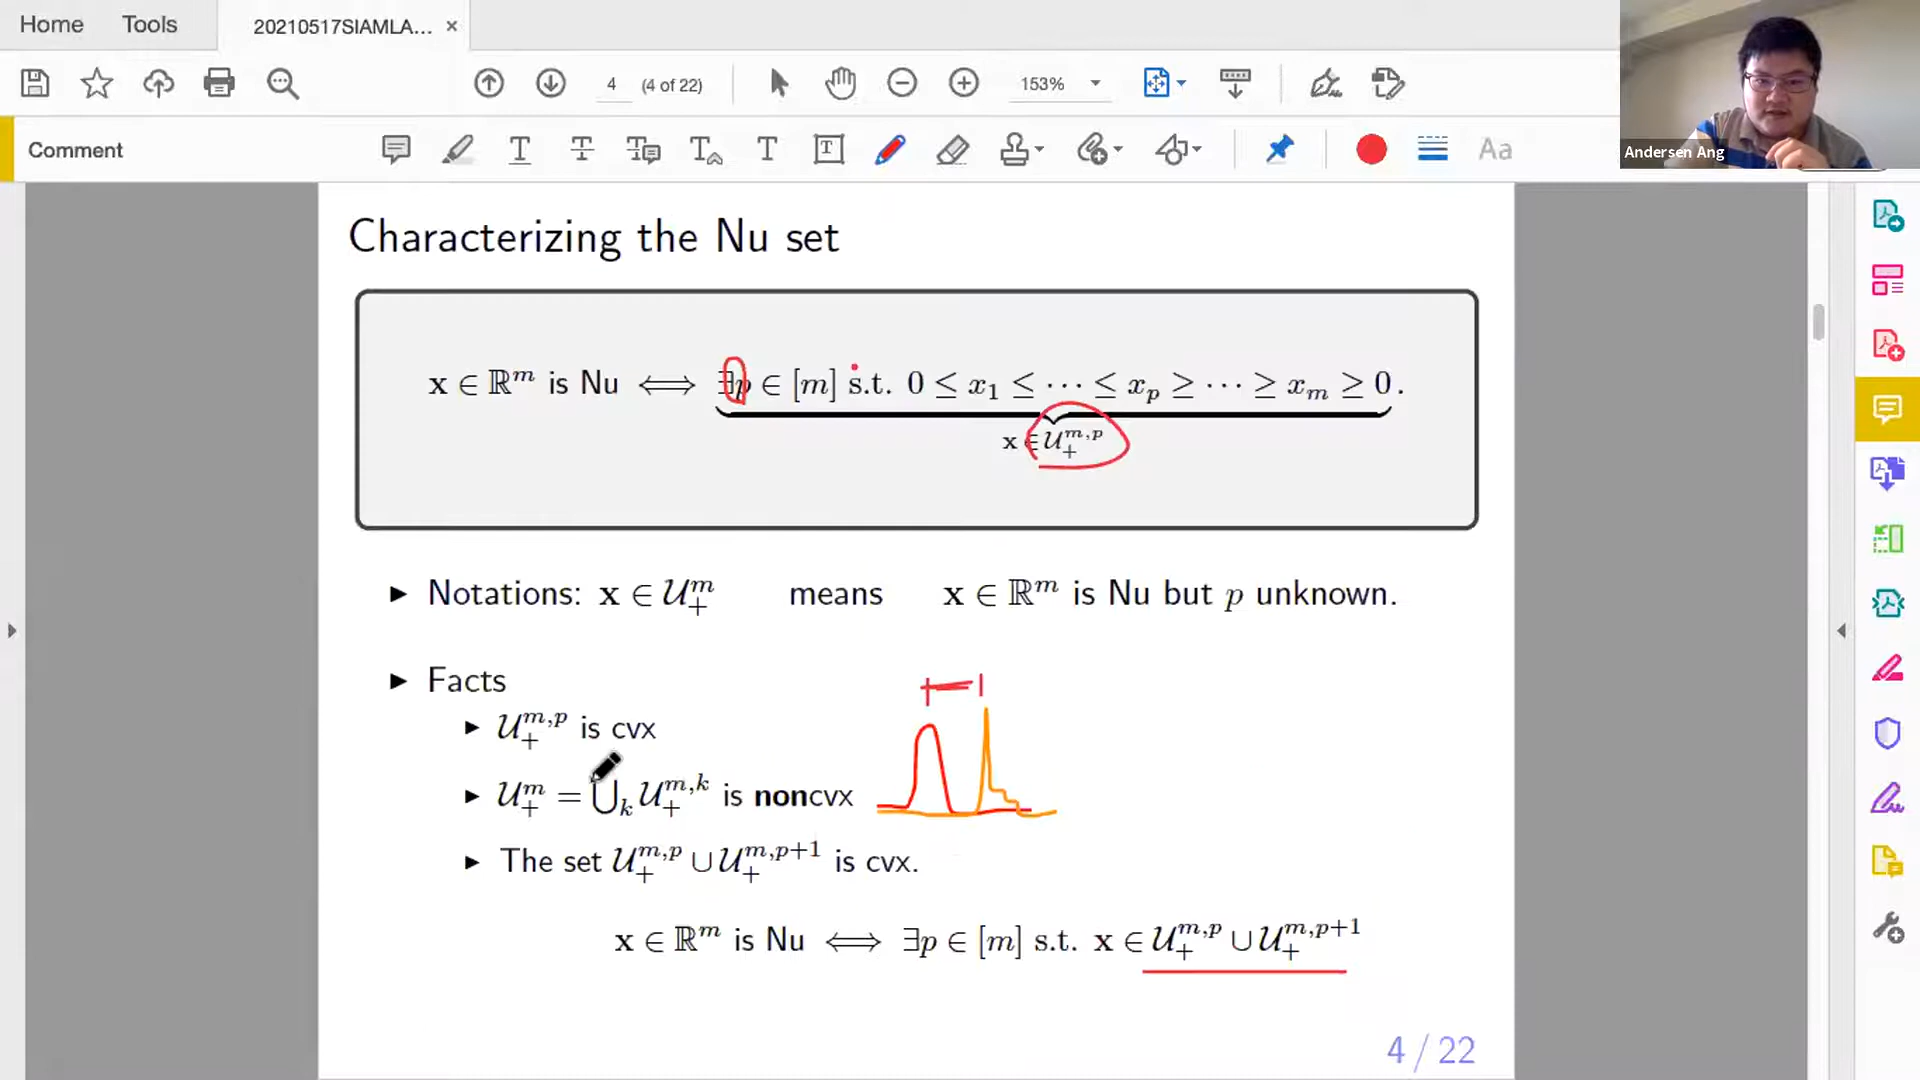 Home Tools 20210517SIAMLA... ×
4 (4 of 22) 153%
Comment T T T T T Aa
Andersen Ang
Characterizing the Nu set
x ∈ ℝ^m is Nu ⟺ ∃p ∈ [m] s.t. 0 ≤ x_1 ≤ ⋯ ≤ x_p ≥ ⋯ ≥ x_m ≥ 0.
x ∈ 𝒰_+^{m,p}
▶ Notations: x ∈ 𝒰_+^m means x ∈ ℝ^m is Nu but p unknown.
▶ Facts
▶ 𝒰_+^{m,p} is cvx
▶ 𝒰_+^m = ⋃_k 𝒰_+^{m,k} is noncvx
▶ The set 𝒰_+^{m,p} ∪ 𝒰_+^{m,p+1} is cvx.
x ∈ ℝ^m is Nu ⟺ ∃p ∈ [m] s.t. x ∈ 𝒰_+^{m,p} ∪ 𝒰_+^{m,p+1}
4 / 22